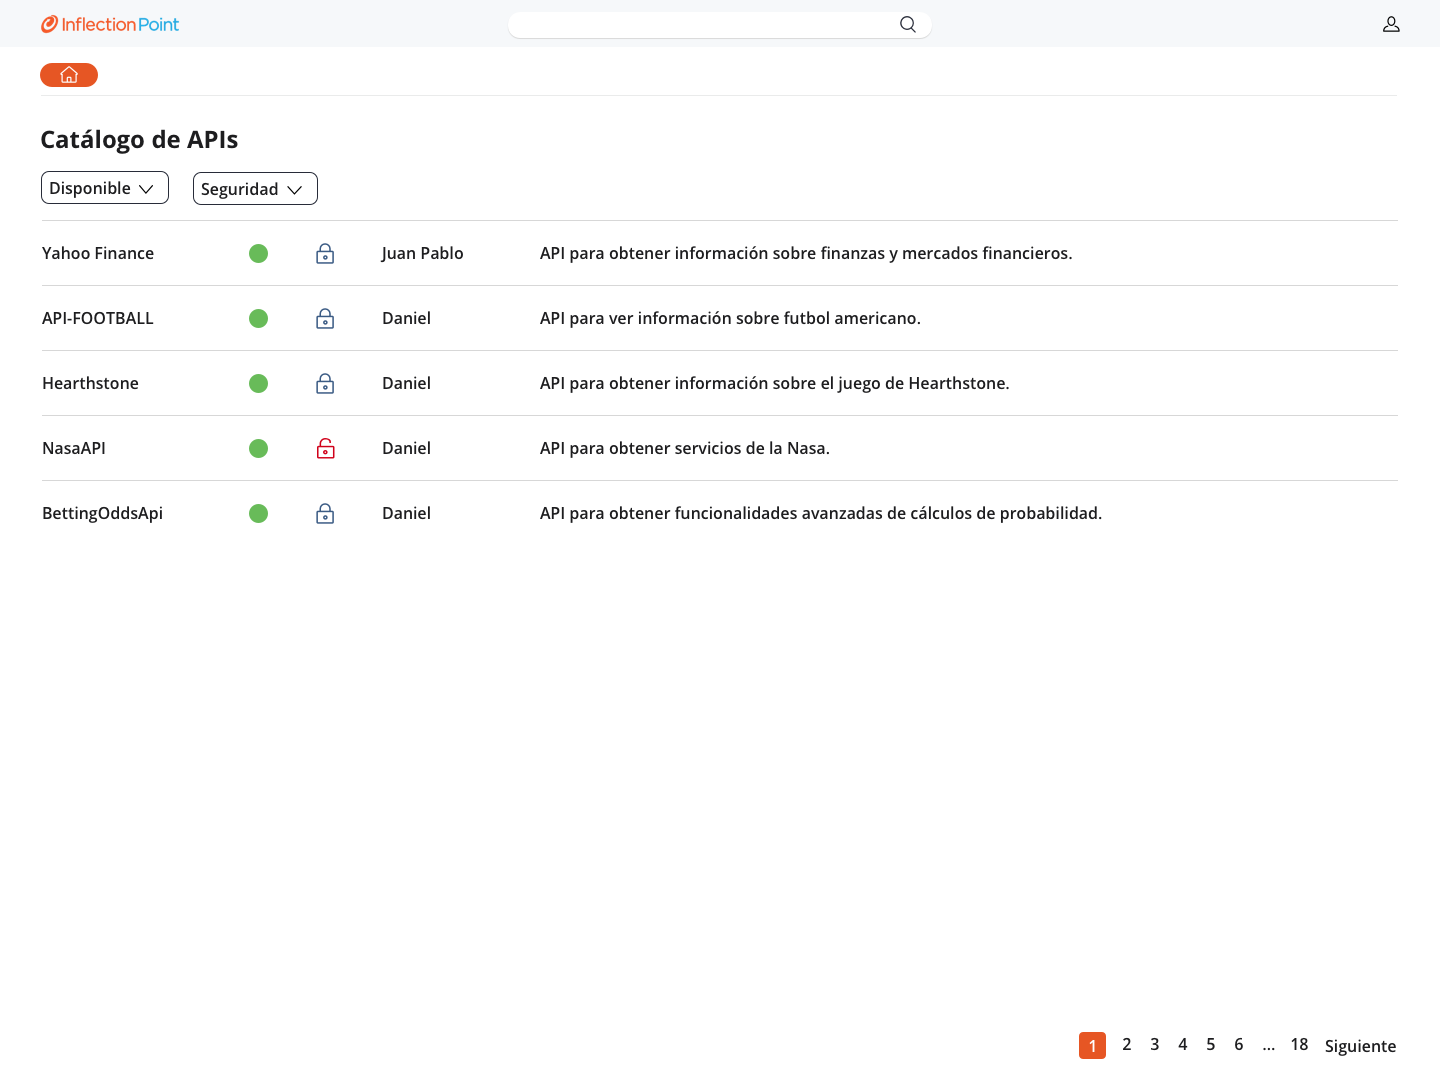 InflectionPoint
Catálogo de APIs
Disponible
Seguridad
Yahoo Finance Juan Pablo API para obtener información sobre finanzas y mercados financieros.
API-FOOTBALL Daniel API para ver información sobre futbol americano.
Hearthstone Daniel API para obtener información sobre el juego de Hearthstone.
NasaAPI Daniel API para obtener servicios de la Nasa.
BettingOddsApi Daniel API para obtener funcionalidades avanzadas de cálculos de probabilidad.
1 2 3 4 5 6 ... 18 Siguiente